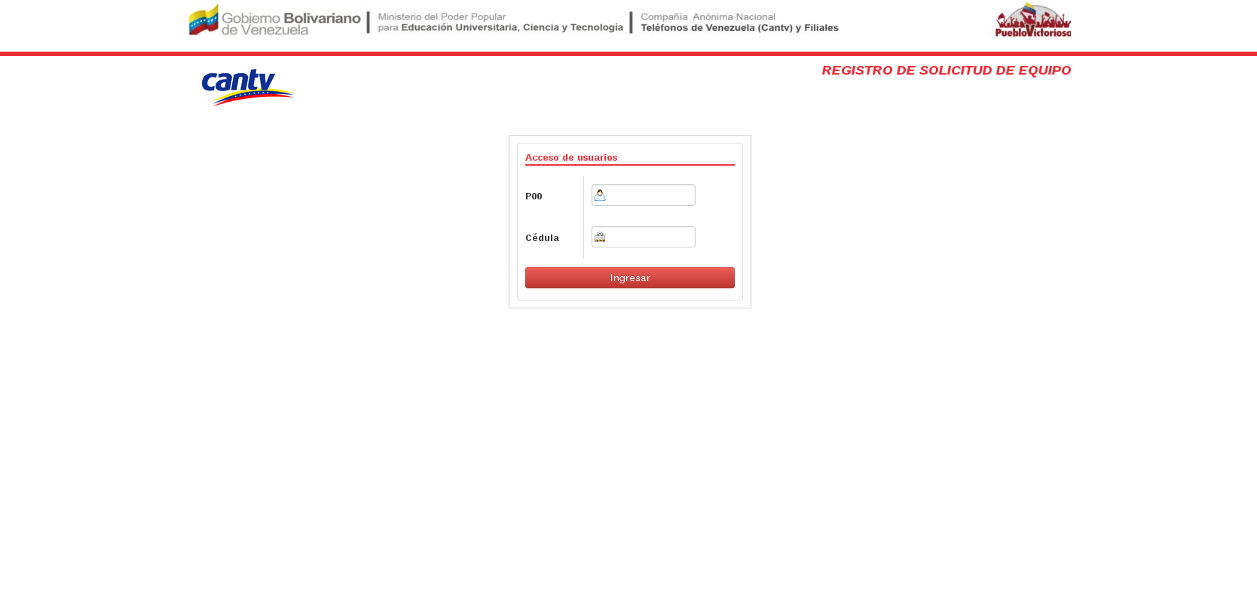 Gobierno Bolivariano
de Venezuela
Ministerio del Poder Popular
para Educación Universitaria, Ciencia y Tecnología
Compañía Anónima Nacional
Teléfonos de Venezuela (Cantv) y Filiales
PuebloVictorioso
cantv
REGISTRO DE SOLICITUD DE EQUIPO
Acceso de usuarios
P00
Cédula
Ingresar